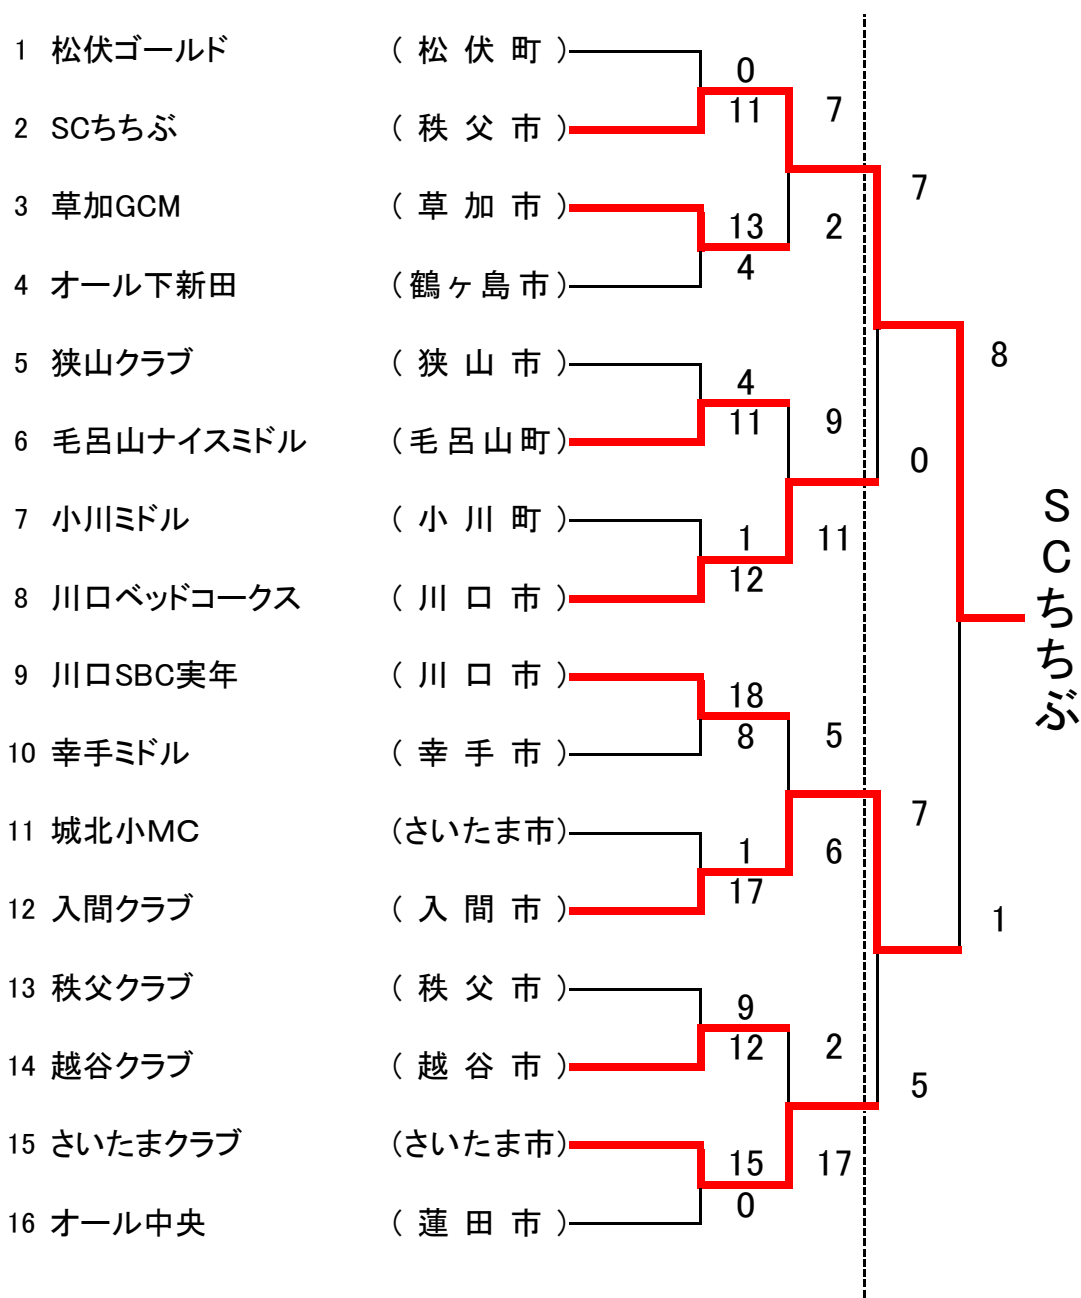 1 松伏ゴールド ( 松 伏 町 )
0
11
7
2 SCちちぶ ( 秩 父 市 )
7
3 草加GCM ( 草 加 市 )
13
4
2
4 オール下新田 (鶴ヶ島市)
8
5 狭山クラブ ( 狭 山 市 )
4
11
9
6 毛呂山ナイスミドル (毛呂山町)
0
7 小川ミドル ( 小 川 町 )
1
12
11
8 川口ベッドコークス ( 川 口 市 )
SCちちぶ
9 川口SBC実年 ( 川 口 市 )
18
8
5
10 幸手ミドル ( 幸 手 市 )
7
11 城北小MC (さいたま市)
1
17
6
12 入間クラブ ( 入 間 市 )
1
13 秩父クラブ ( 秩 父 市 )
9
12
2
14 越谷クラブ ( 越 谷 市 )
5
15 さいたまクラブ (さいたま市)
15
0
17
16 オール中央 ( 蓮 田 市 )